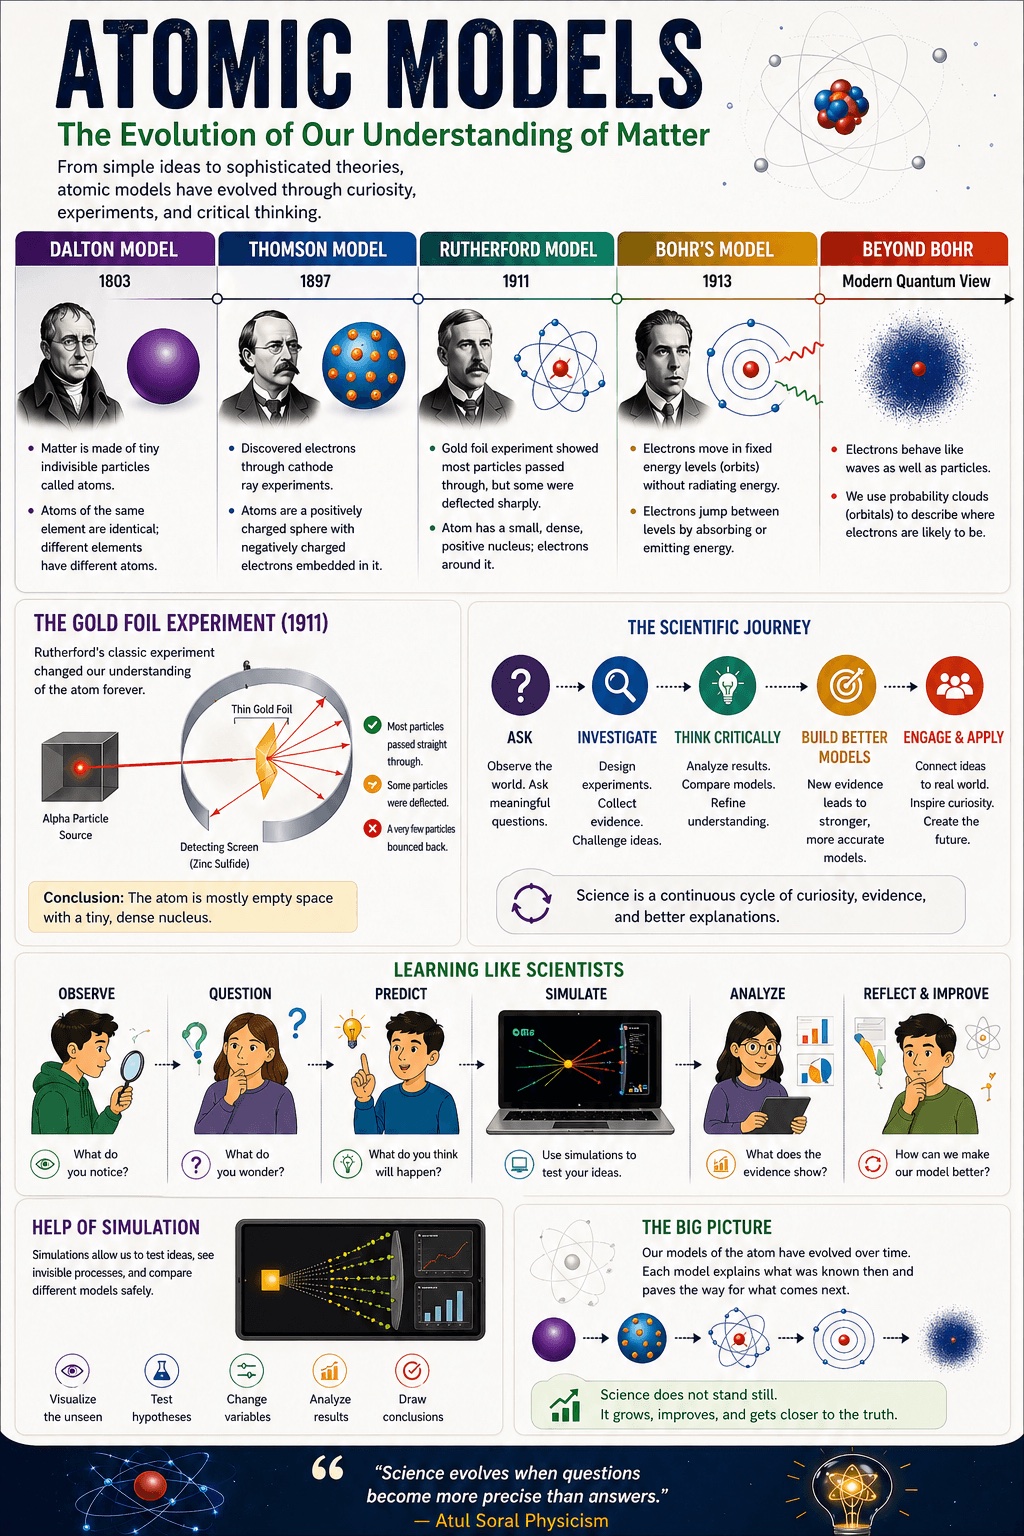 ATOMIC MODELS
The Evolution of Our Understanding of Matter
From simple ideas to sophisticated theories,
atomic models have evolved through curiosity,
experiments, and critical thinking.
DALTON MODEL
1803
• Matter is made of tiny
indivisible particles
called atoms.
• Atoms of the same
element are identical;
different elements
have different atoms.
THOMSON MODEL
1897
• Discovered electrons
through cathode
ray experiments.
• Atoms are a positively
charged sphere with
negatively charged
electrons embedded in it.
RUTHERFORD MODEL
1911
• Gold foil experiment showed
most particles passed
through, but some were
deflected sharply.
• Atom has a small, dense,
positive nucleus; electrons
around it.
BOHR'S MODEL
1913
• Electrons move in fixed
energy levels (orbits)
without radiating energy.
• Electrons jump between
levels by absorbing or
emitting energy.
BEYOND BOHR
Modern Quantum View
• Electrons behave like
waves as well as particles.
• We use probability clouds
(orbitals) to describe where
electrons are likely to be.
THE GOLD FOIL EXPERIMENT (1911)
Rutherford's classic experiment
changed our understanding
of the atom forever.
Thin Gold Foil
Alpha Particle
Source
Detecting Screen
(Zinc Sulfide)
Most particles
passed straight
through.
Some particles
were deflected.
A very few particles
bounced back.
Conclusion: The atom is mostly empty space
with a tiny, dense nucleus.
THE SCIENTIFIC JOURNEY
?
ASK
Observe the
world. Ask
meaningful
questions.
INVESTIGATE
Design
experiments.
Collect
evidence.
Challenge ideas.
THINK CRITICALLY
Analyze results.
Compare models.
Refine
understanding.
BUILD BETTER
MODELS
New evidence
leads to
stronger,
more accurate
models.
ENGAGE & APPLY
Connect ideas
to real world.
Inspire curiosity.
Create the
future.
Science is a continuous cycle of curiosity, evidence,
and better explanations.
LEARNING LIKE SCIENTISTS
OBSERVE
What do
you notice?
QUESTION
? ?
?
What do
you wonder?
PREDICT
What do you think
will happen?
SIMULATE
Use simulations to
test your ideas.
ANALYZE
What does the
evidence show?
REFLECT & IMPROVE
How can we make
our model better?
HELP OF SIMULATION
Simulations allow us to test ideas, see
invisible processes, and compare
different models safely.
Visualize
the unseen
Test
hypotheses
Change
variables
Analyze
results
Draw
conclusions
THE BIG PICTURE
Our models of the atom have evolved over time.
Each model explains what was known then and
paves the way for what comes next.
Science does not stand still.
It grows, improves, and gets closer to the truth.
“
“Science evolves when questions
become more precise than answers.”
— Atul Soral Physicism